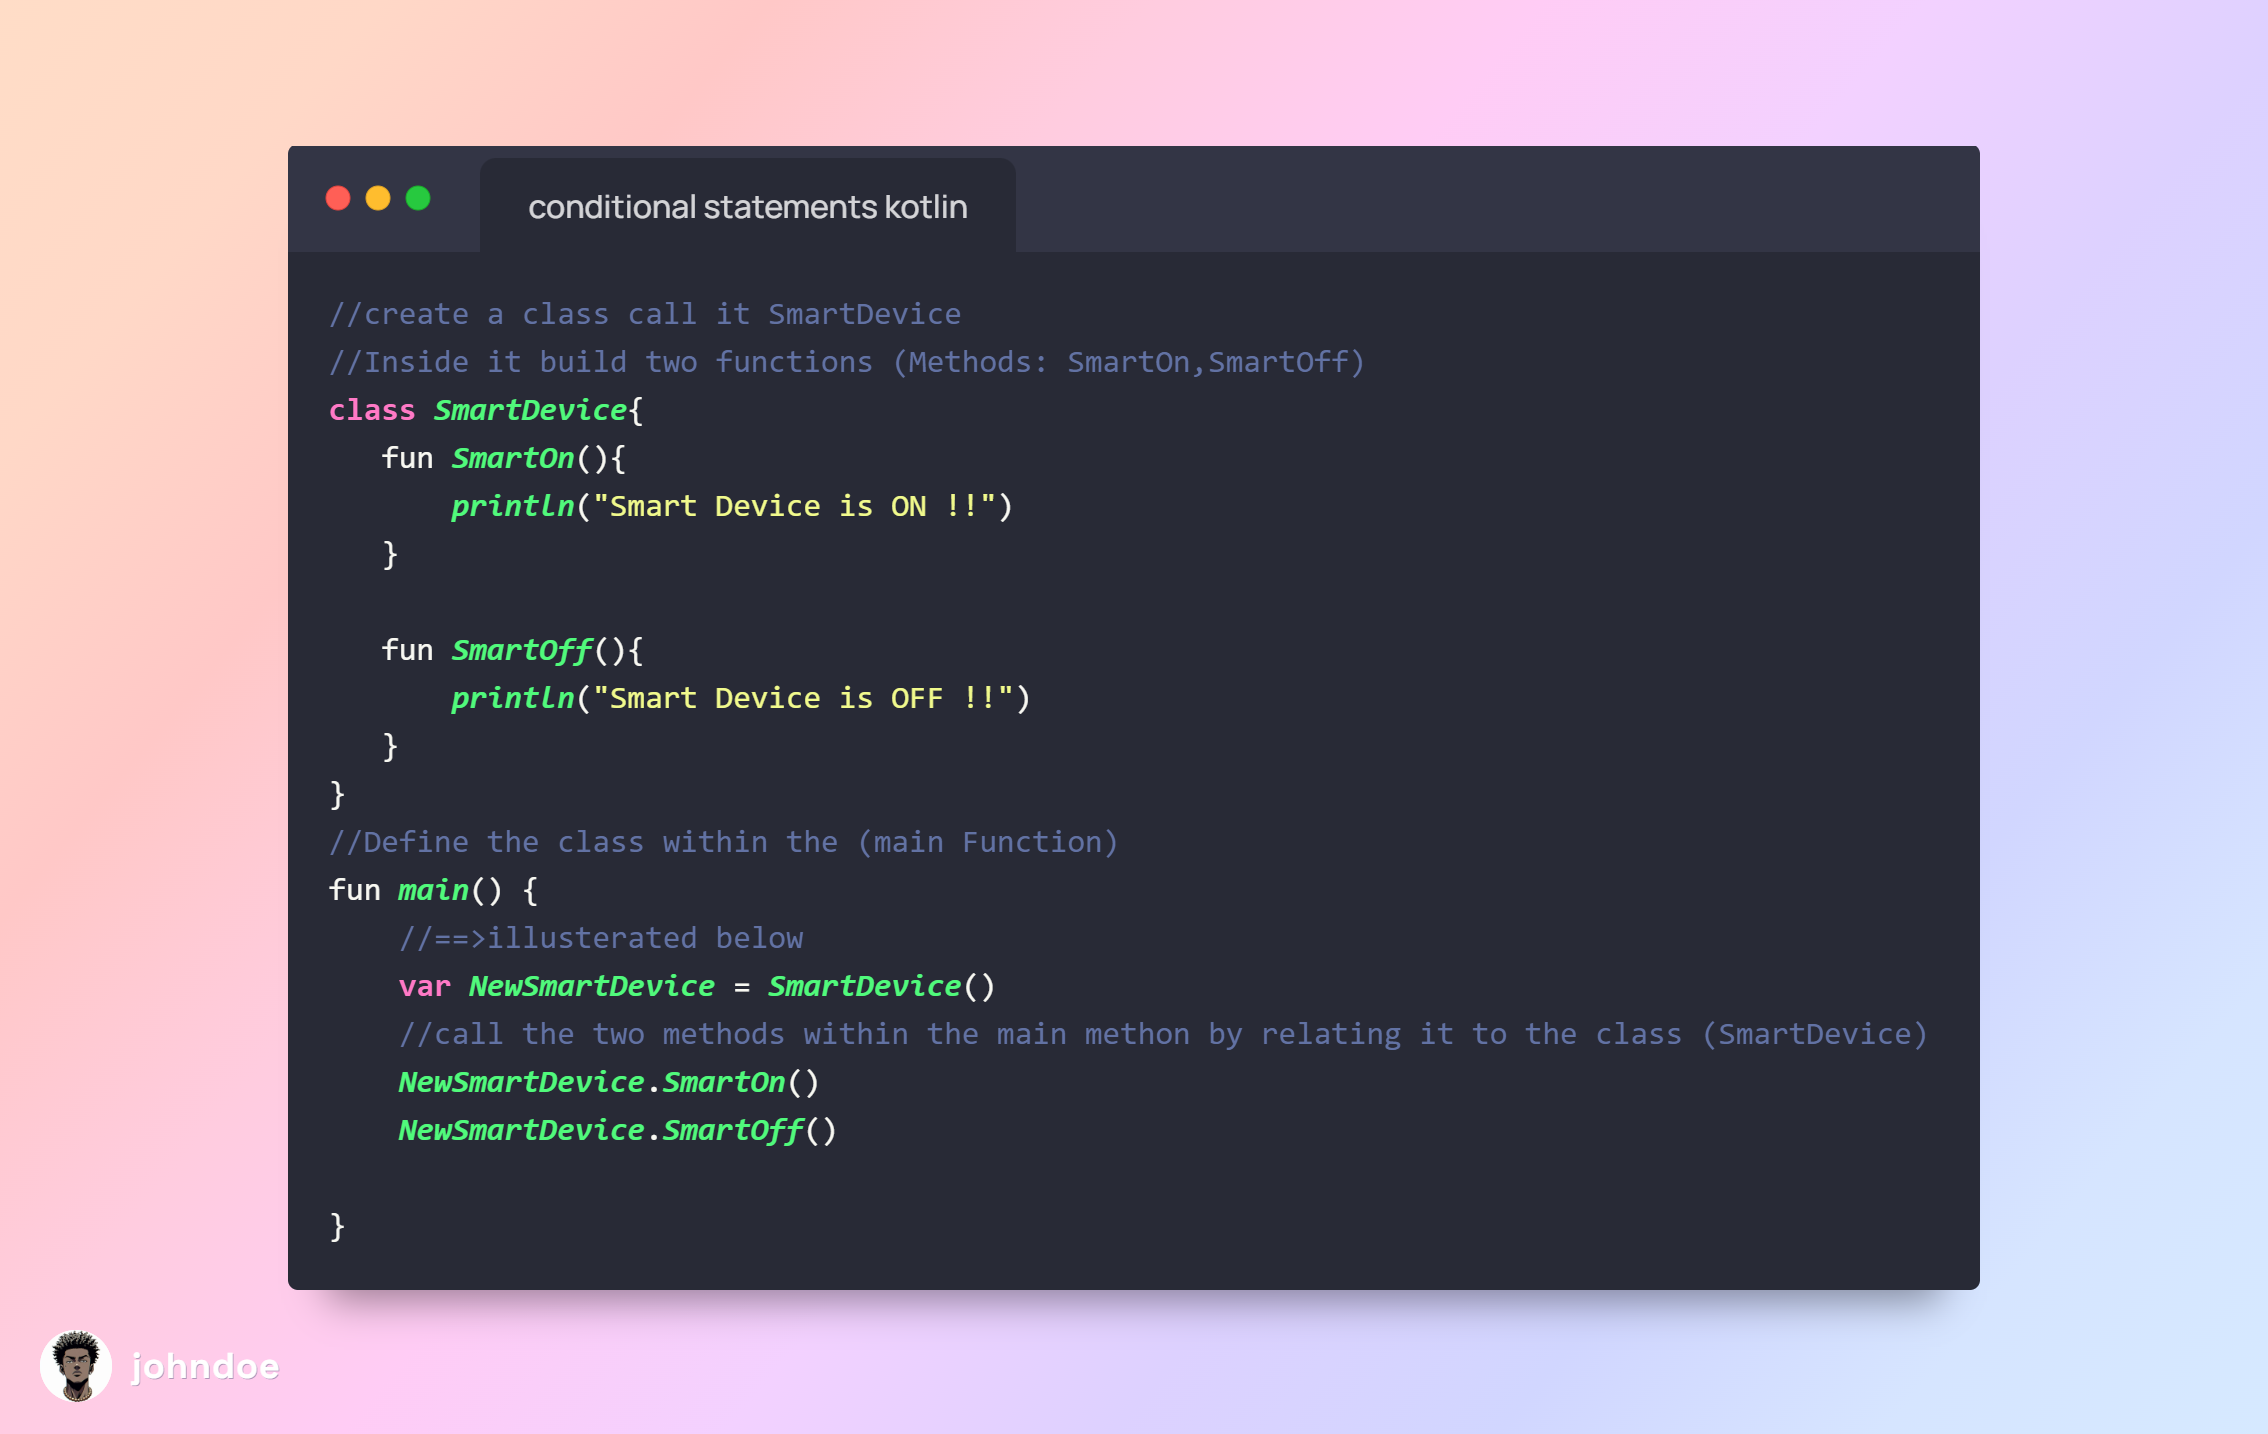 conditional statements kotlin
//create a class call it SmartDevice
//Inside it build two functions (Methods: SmartOn,SmartOff)
class SmartDevice{
   fun SmartOn(){
       println("Smart Device is ON !!")
   }

   fun SmartOff(){
       println("Smart Device is OFF !!")
   }
}
//Define the class within the (main Function)
fun main() {
    //==>illusterated below
    var NewSmartDevice = SmartDevice()
    //call the two methods within the main methon by relating it to the class (SmartDevice)
    NewSmartDevice.SmartOn()
    NewSmartDevice.SmartOff()

}
johndoe